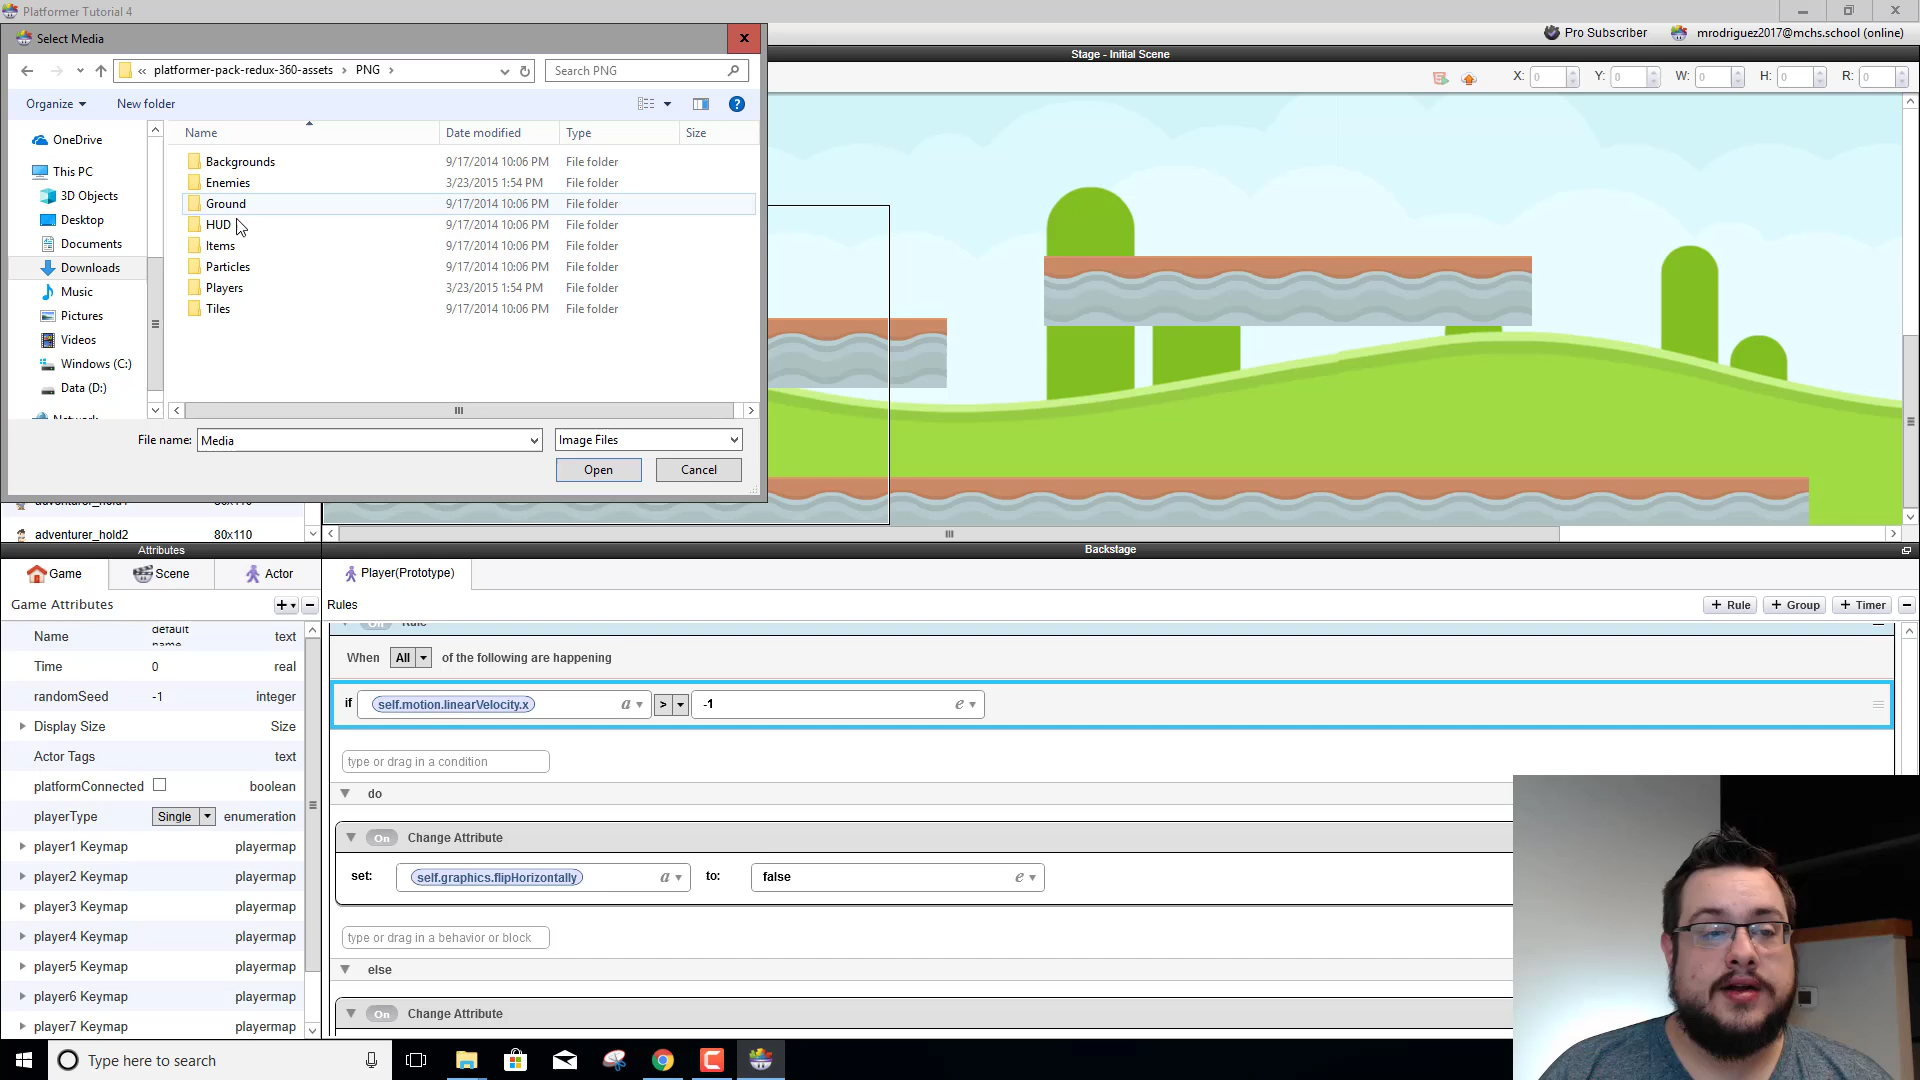 Platformer Tutorial 4
Select Media
Pro Subscriber
mrodriguez2017@mchs.school (online)
Stage - Initial Scene
« platformer-pack-redux-360-assets › PNG ›
Search PNG
X: 0 Y: 0 W: 0 H: 0 R: 0
Organize
New folder
Name Date modified Type Size
OneDrive
This PC
3D Objects
Desktop
Documents
Downloads
Music
Pictures
Videos
Windows (C:)
Data (D:)
Network
Backgrounds 9/17/2014 10:06 PM File folder
Enemies 3/23/2015 1:54 PM File folder
Ground 9/17/2014 10:06 PM File folder
HUD 9/17/2014 10:06 PM File folder
Items 9/17/2014 10:06 PM File folder
Particles 9/17/2014 10:06 PM File folder
Players 3/23/2015 1:54 PM File folder
Tiles 9/17/2014 10:06 PM File folder
File name: Media
Image Files
Open
Cancel
adventurer_hold2 80x110
Attributes
Backstage
Game
Scene
Actor
Player(Prototype)
Game Attributes
Rules
+ Rule
+ Group
+ Timer
Name default name text
Time 0 real
randomSeed -1 integer
Display Size Size
Actor Tags text
platformConnected boolean
playerType Single enumeration
player1 Keymap playermap
player2 Keymap playermap
player3 Keymap playermap
player4 Keymap playermap
player5 Keymap playermap
player6 Keymap playermap
player7 Keymap playermap
When All of the following are happening
if self.motion.linearVelocity.x a > -1 e
type or drag in a condition
do
On Change Attribute
set: self.graphics.flipHorizontally a to: false e
type or drag in a behavior or block
else
On Change Attribute
Type here to search